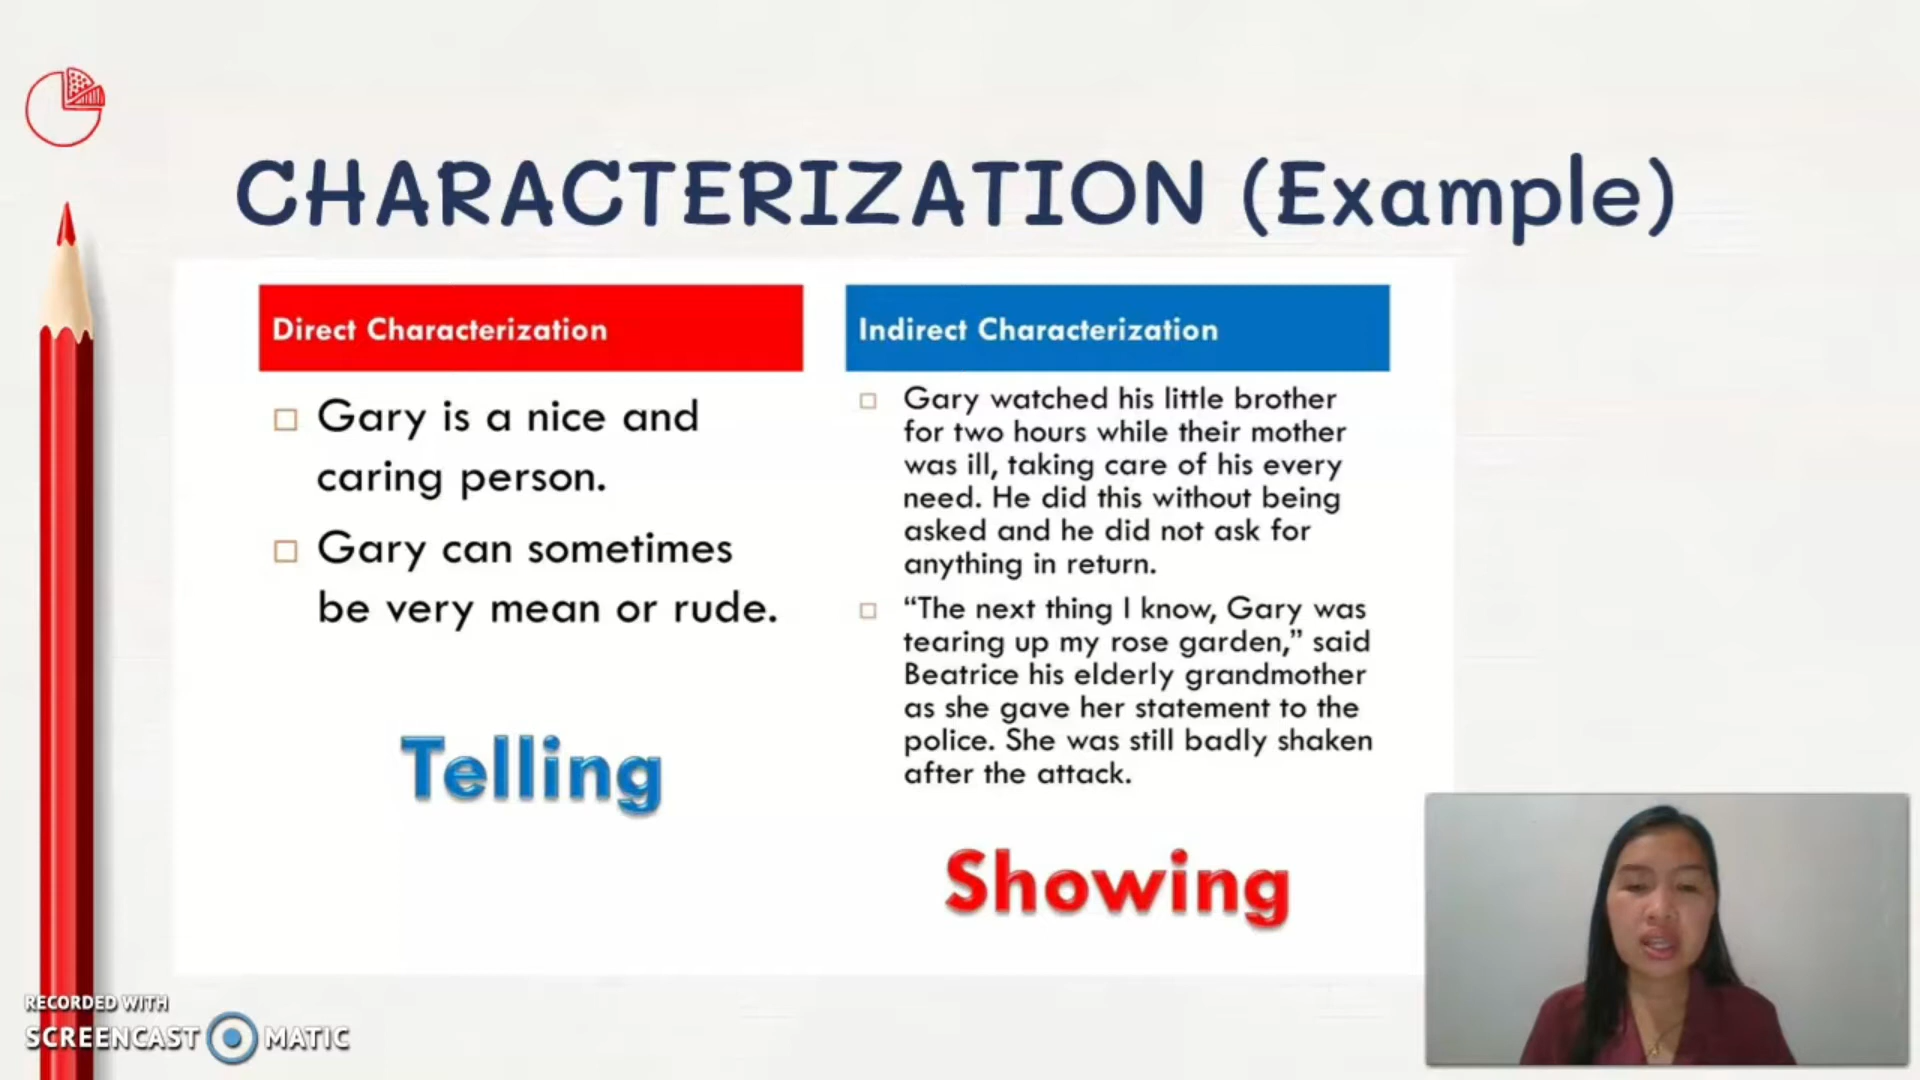 CHARACTERIZATION (Example)
Direct Characterization
Gary is a nice and
caring person.
Gary can sometimes
be very mean or rude.
Telling
Indirect Characterization
Gary watched his little brother
for two hours while their mother
was ill, taking care of his every
need. He did this without being
asked and he did not ask for
anything in return.
“The next thing I know, Gary was
tearing up my rose garden,” said
Beatrice his elderly grandmother
as she gave her statement to the
police. She was still badly shaken
after the attack.
Showing
RECORDED WITH
SCREENCAST MATIC